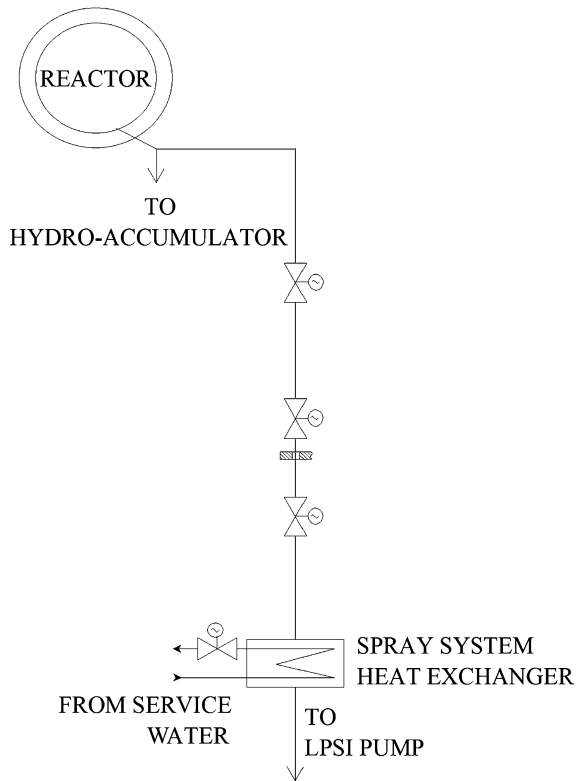 REACTOR
TO
HYDRO-ACCUMULATOR
SPRAY SYSTEM
HEAT EXCHANGER
FROM SERVICE
WATER
TO
LPSI PUMP